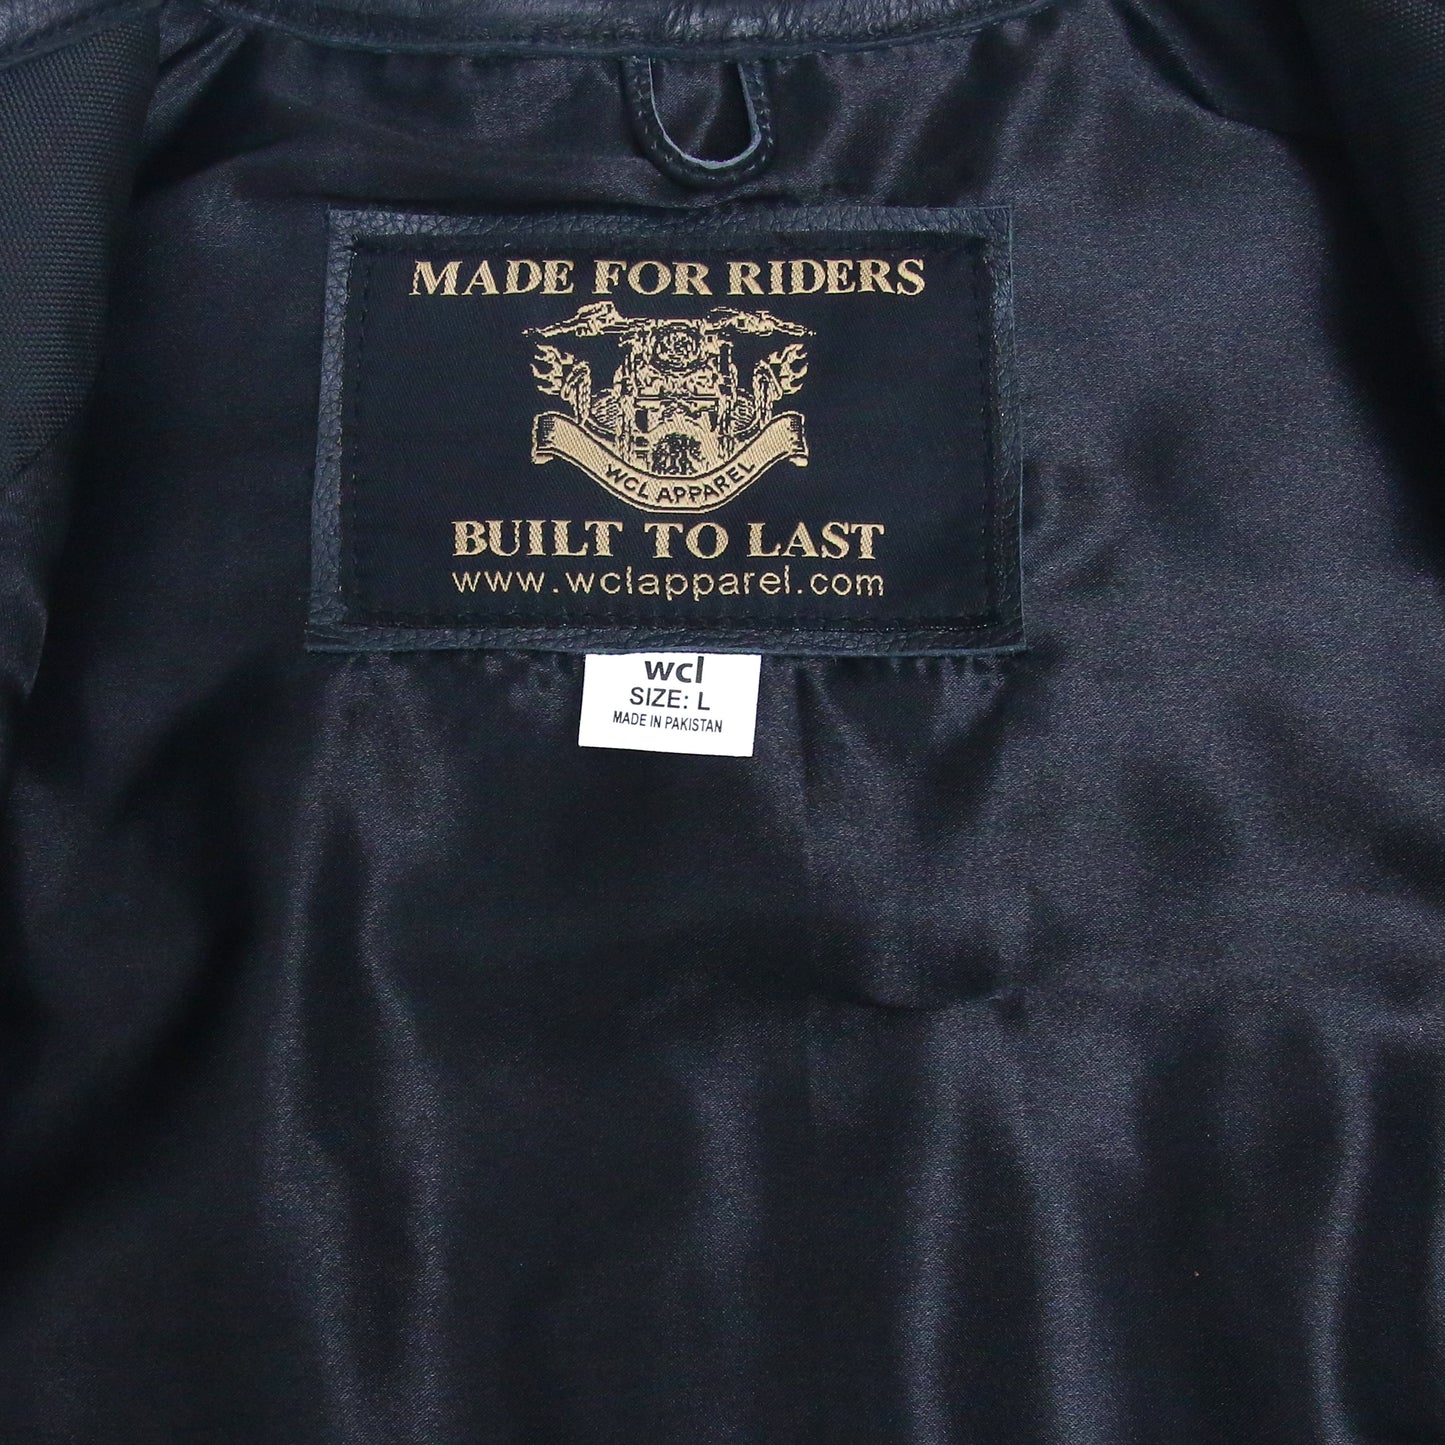 MADE FOR RIDERS
WCL APPAREL
BUILT TO LAST
www.wclapparel.com
wcl
SIZE: L
MADE IN PAKISTAN